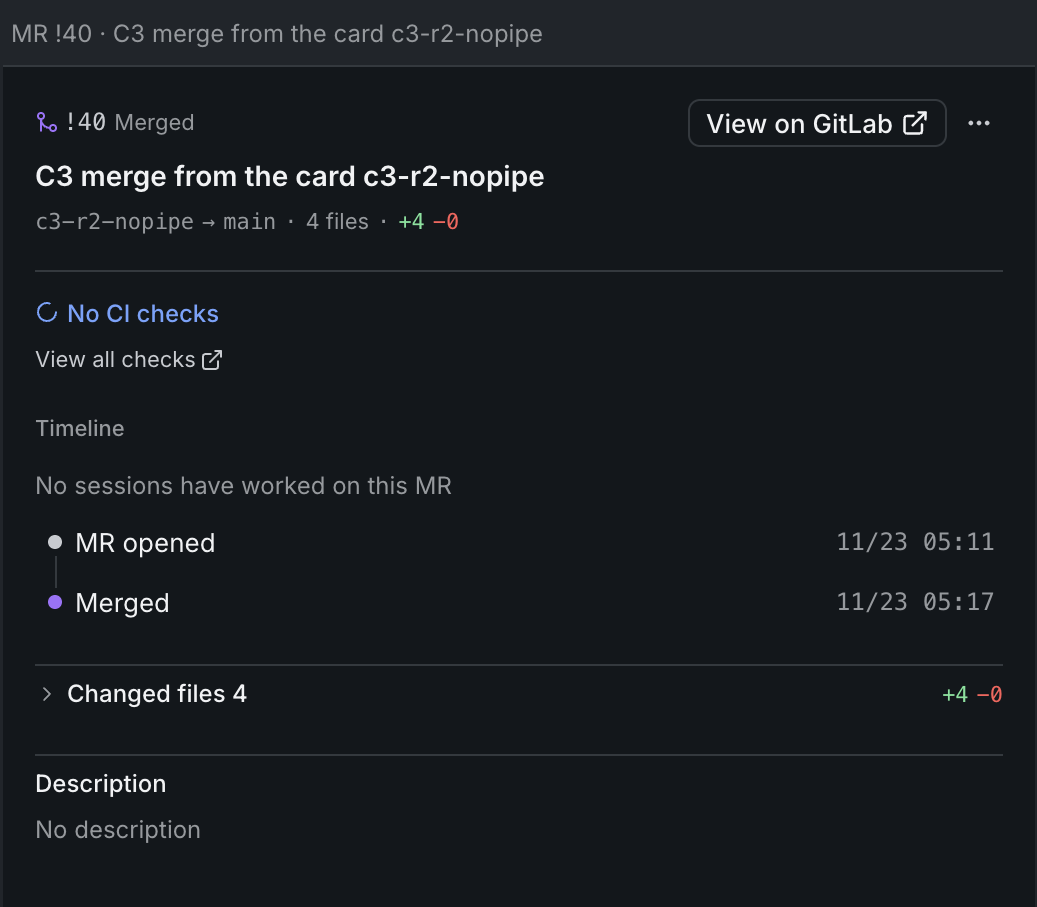 MR !40 · C3 merge from the card c3-r2-nopipe
!40 Merged
View on GitLab
C3 merge from the card c3-r2-nopipe
c3-r2-nopipe → main · 4 files · +4 −0
No CI checks
View all checks
Timeline
No sessions have worked on this MR
MR opened 11/23 05:11
Merged 11/23 05:17
Changed files 4 +4 −0
Description
No description